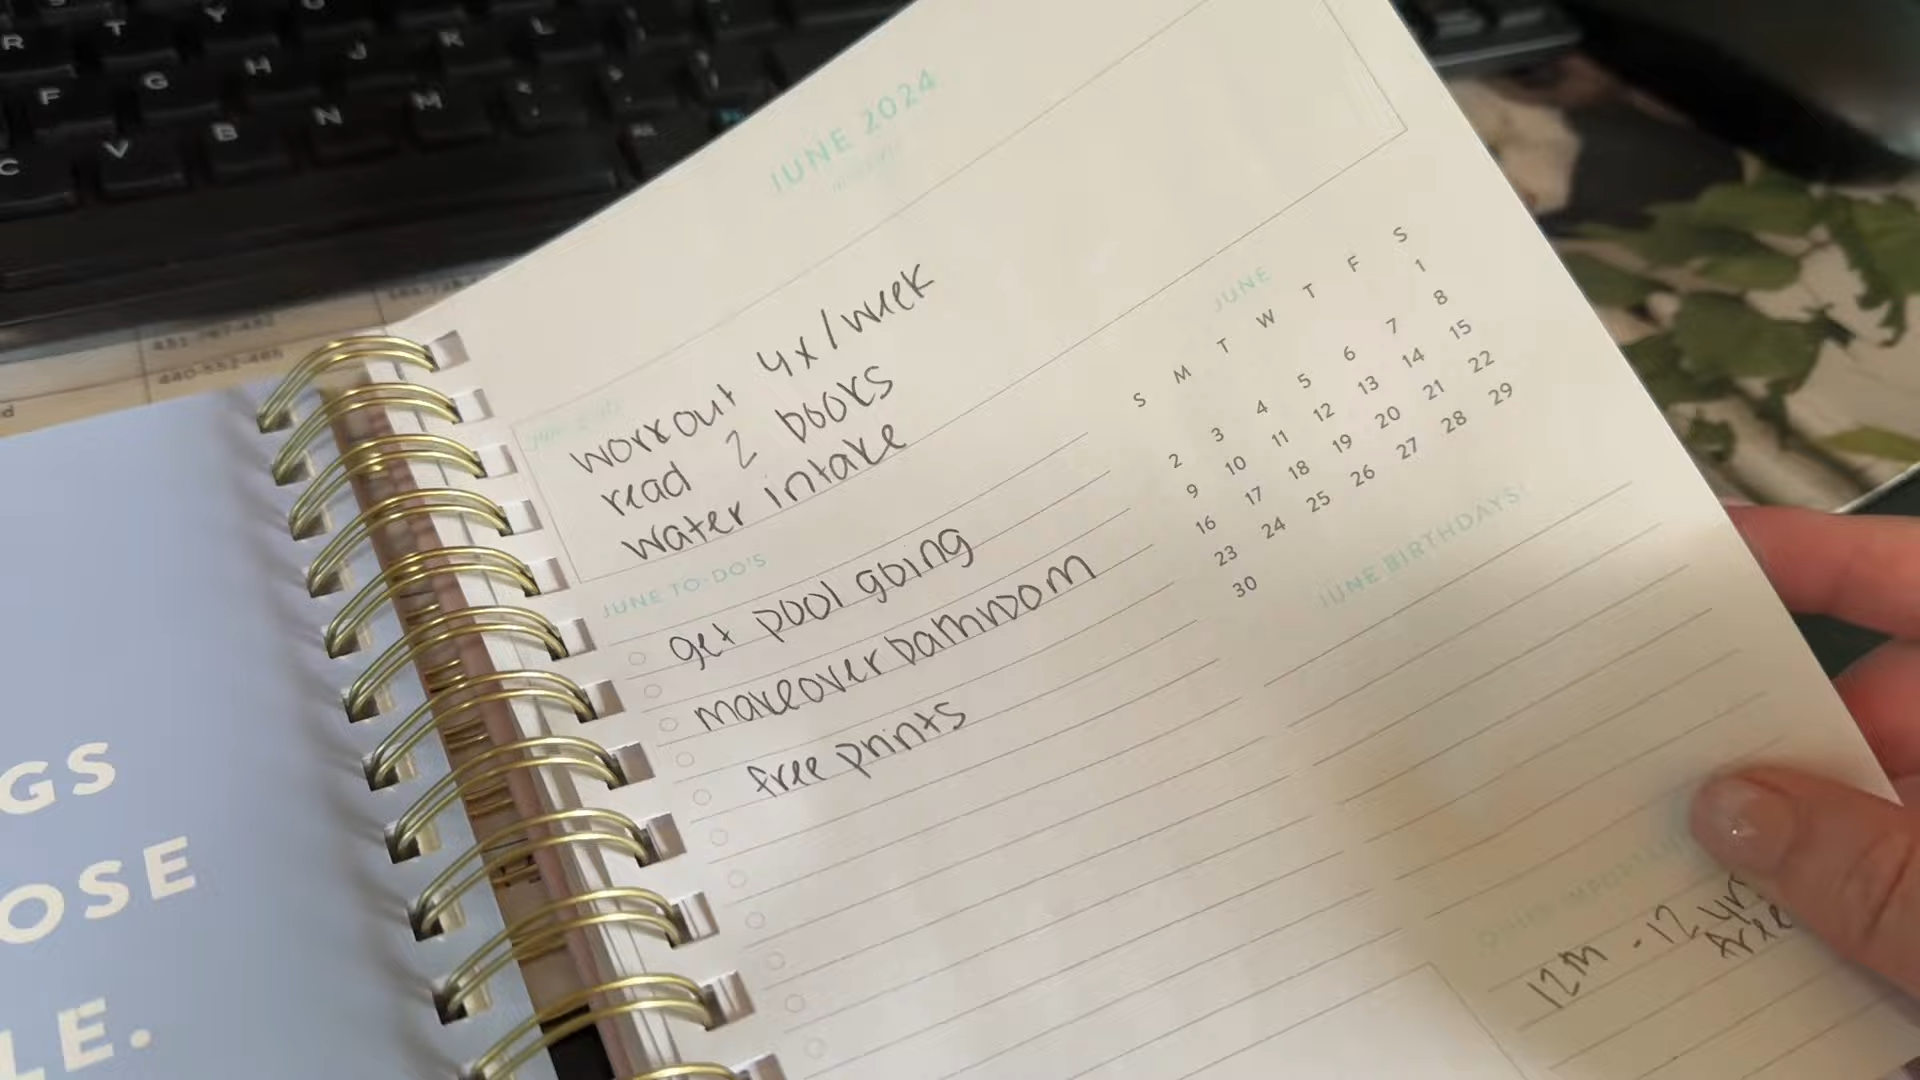 R T Y
F G H J K L
C V B N M
JUNE 2024
workout 4x/week
read 2 books
water intake
JUNE TO-DO'S
get pool going
makeover bathroom
free prints
JUNE
S M T W T F S
1
2 3 4 5 6 7 8
9 10 11 12 13 14 15
16 17 18 19 20 21 22
23 24 25 26 27 28 29
30
JUNE BIRTHDAYS
12th - 12 yrs
GS
OSE
LE.